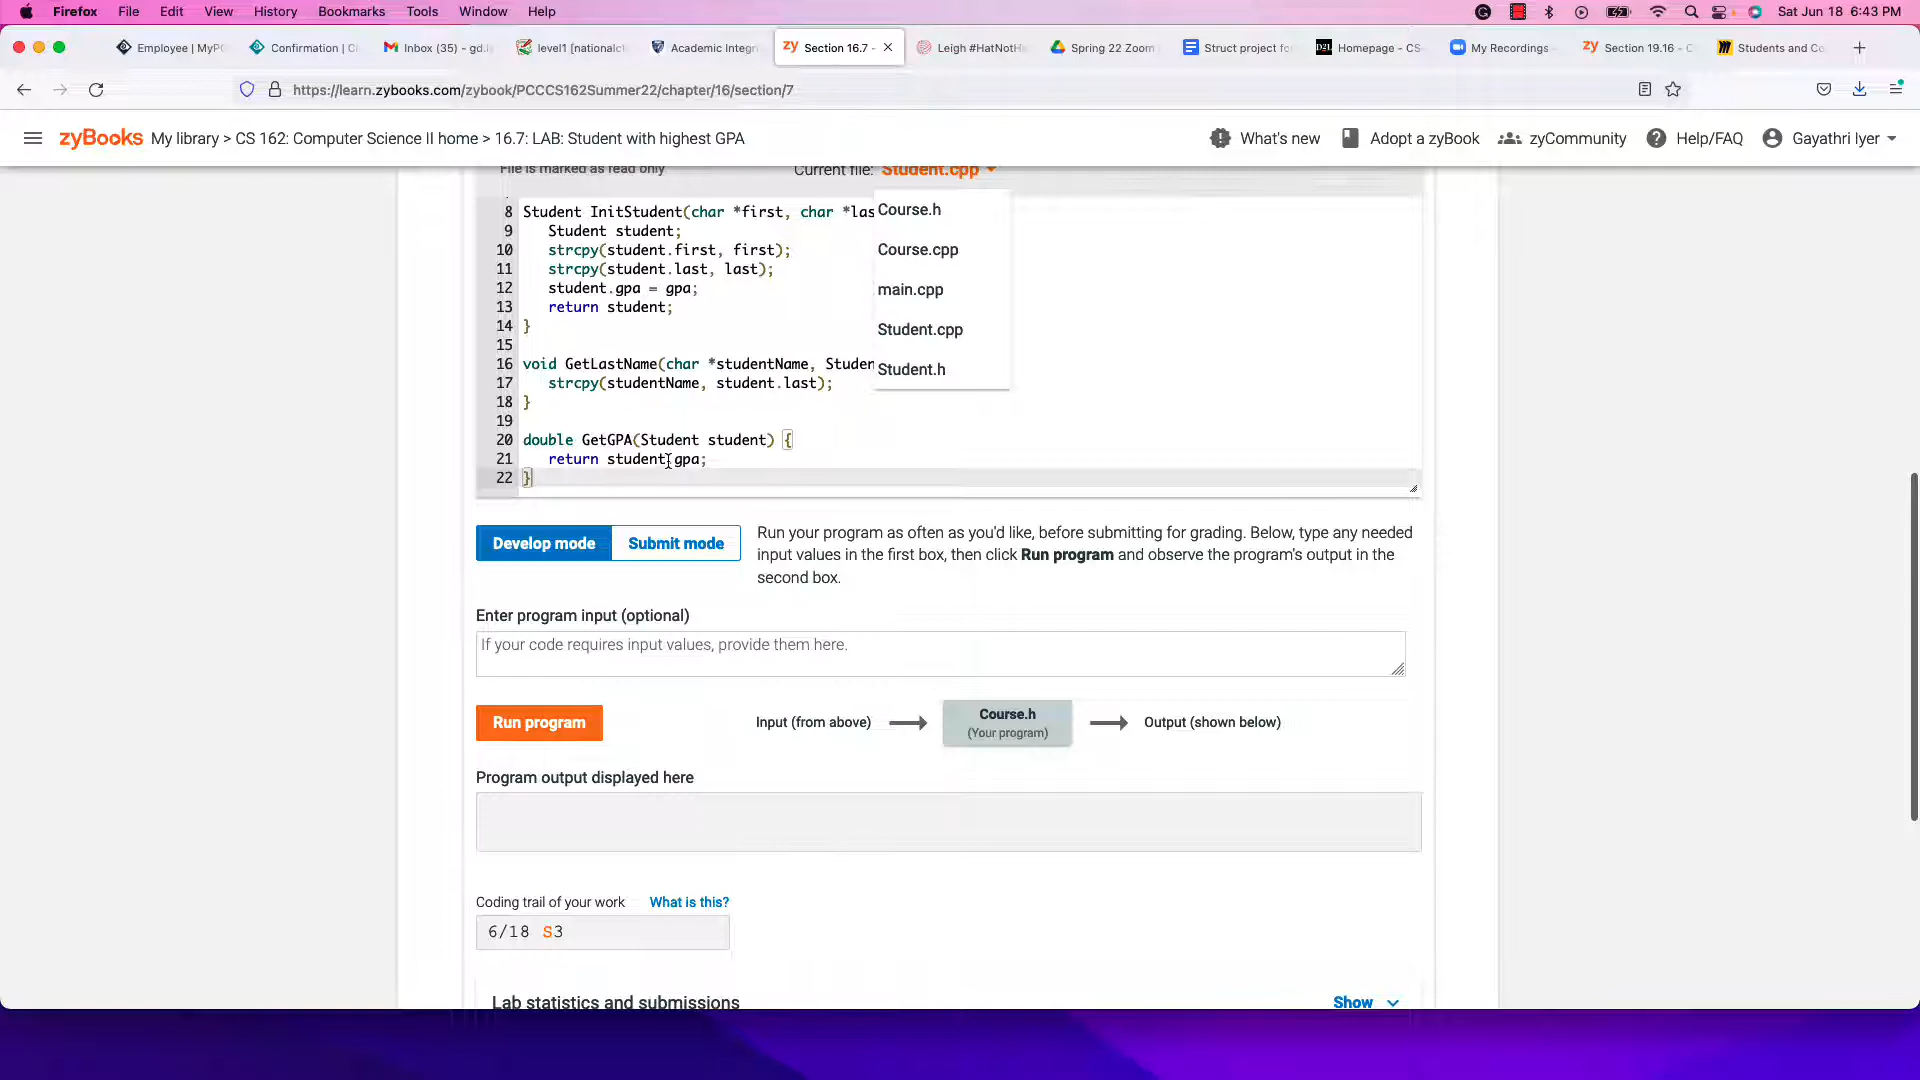 Firefox File Edit View History Bookmarks Tools Window Help Sat Jun 18 6:43 PM
Employee | MyP Confirmation | C Inbox (35) - gd.i level1 [nationalcl Academic Integr zy Section 16.7 - Leigh #HatNotHi Spring 22 Zoom Struct project fo D2L Homepage - CS- My Recordings zy Section 19.16 - C Students and Co
https://learn.zybooks.com/zybook/PCCCS162Summer22/chapter/16/section/7
zyBooks My library > CS 162: Computer Science II home > 16.7: LAB: Student with highest GPA What's new Adopt a zyBook zyCommunity Help/FAQ Gayathri Iyer
File is marked as read only Current file: Student.cpp
8 Student InitStudent(char *first, char *las
9 Student student;
10 strcpy(student.first, first);
11 strcpy(student.last, last);
12 student.gpa = gpa;
13 return student;
14 }
15
16 void GetLastName(char *studentName, Studen
17 strcpy(studentName, student.last);
18 }
19
20 double GetGPA(Student student) {
21 return student.gpa;
22 }
Course.h
Course.cpp
main.cpp
Student.cpp
Student.h
Develop mode Submit mode
Run your program as often as you'd like, before submitting for grading. Below, type any needed
input values in the first box, then click Run program and observe the program's output in the
second box.
Enter program input (optional)
If your code requires input values, provide them here.
Run program Input (from above) Course.h Output (shown below)
(Your program)
Program output displayed here
Coding trail of your work What is this?
6/18 S3
Lab statistics and submissions Show